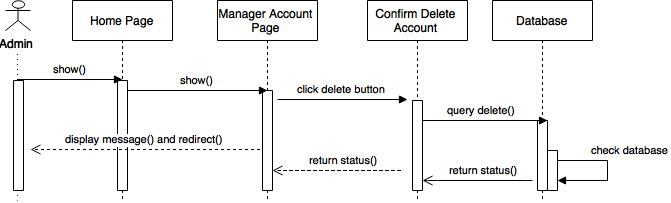 Home Page
Manager Account
Page
Confirm Delete
Account
Database
Admin
show()
show()
click delete button
query delete()
display message() and redirect()
check database
return status()
return status()